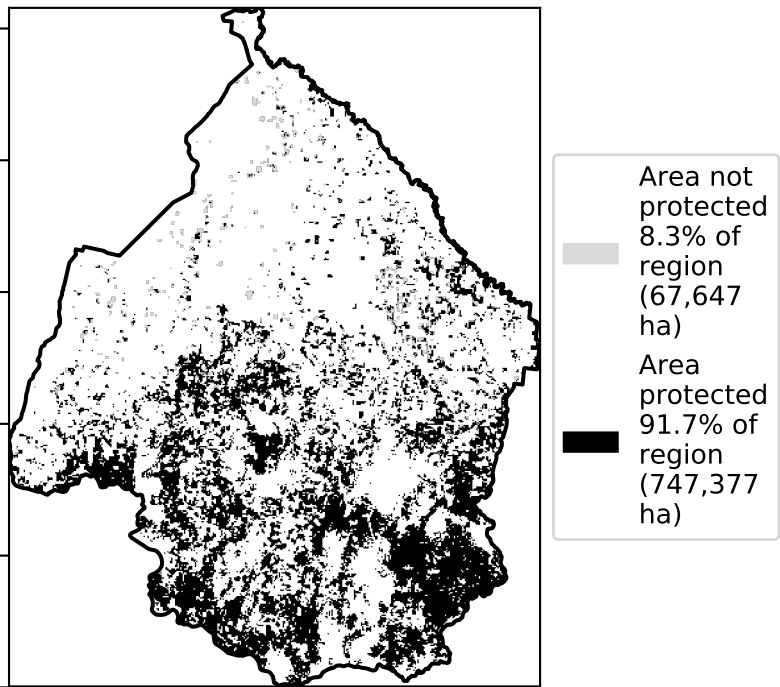 Area not
protected
8.3% of
region
(67,647
ha)
Area
protected
91.7% of
region
(747,377
ha)